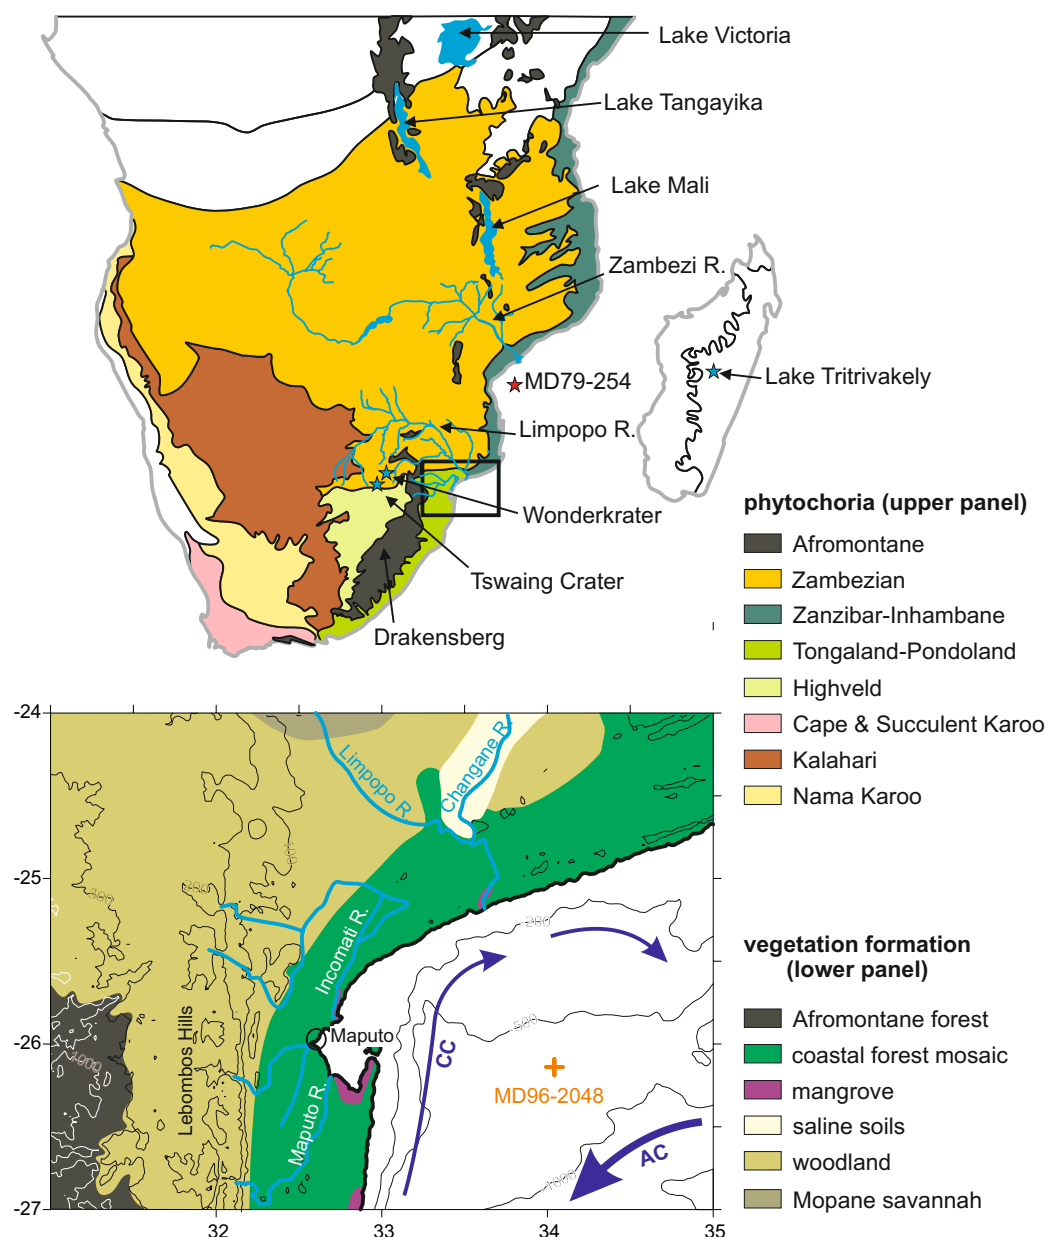 Lake Victoria
Lake Tangayika
Lake Mali
Zambezi R.
MD79-254
Lake Tritrivakely
Limpopo R.
Wonderkrater
Tswaing Crater
Drakensberg
phytochoria (upper panel)
Afromontane
Zambezian
Zanzibar-Inhambane
Tongaland-Pondoland
Highveld
Cape & Succulent Karoo
Kalahari
Nama Karoo
-24
-25
-26
-27
32
33
34
35
Limpopo R.
Changane R.
Incomati R.
Maputo
Maputo R.
Lebombos Hills
CC
AC
MD96-2048
-200
-500
-1000
vegetation formation
(lower panel)
Afromontane forest
coastal forest mosaic
mangrove
saline soils
woodland
Mopane savannah